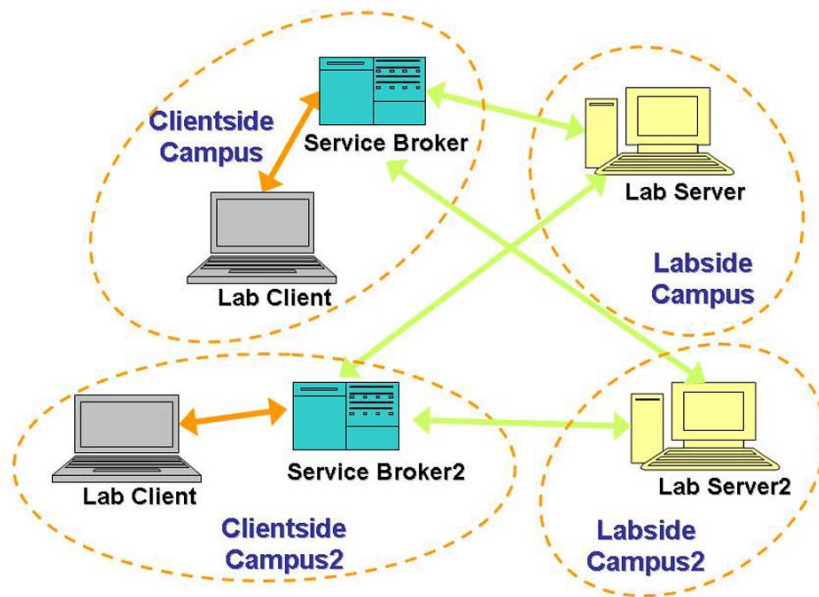 Clientside
Campus
Service Broker
Lab Client
Lab Server
Labside
Campus
Lab Client
Service Broker2
Clientside
Campus2
Lab Server2
Labside
Campus2